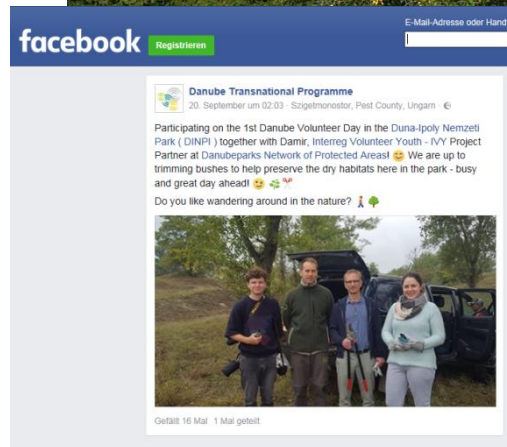 E-Mail-Adresse oder Hand
facebook
Registrieren
Danube Transnational Programme
20. September um 02:03 · Szigetmonostor, Pest County, Ungarn ·
Participating on the 1st Danube Volunteer Day in the Duna-Ipoly Nemzeti
Park ( DINPI ) together with Damir, Interreg Volunteer Youth - IVY Project
Partner at Danubeparks Network of Protected Areas! 😊 We are up to
trimming bushes to help preserve the dry habitats here in the park - busy
and great day ahead! 😉 🌿 ✂️
Do you like wandering around in the nature? 🚶 🌳
Gefällt 16 Mal 1 Mal geteilt